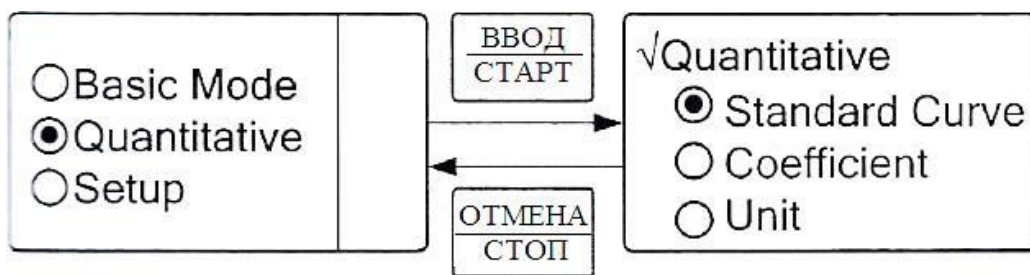 Basic Mode
Quantitative
Setup
ВВОД
СТАРТ
ОТМЕНА
СТОП
√Quantitative
Standard Curve
Coefficient
Unit